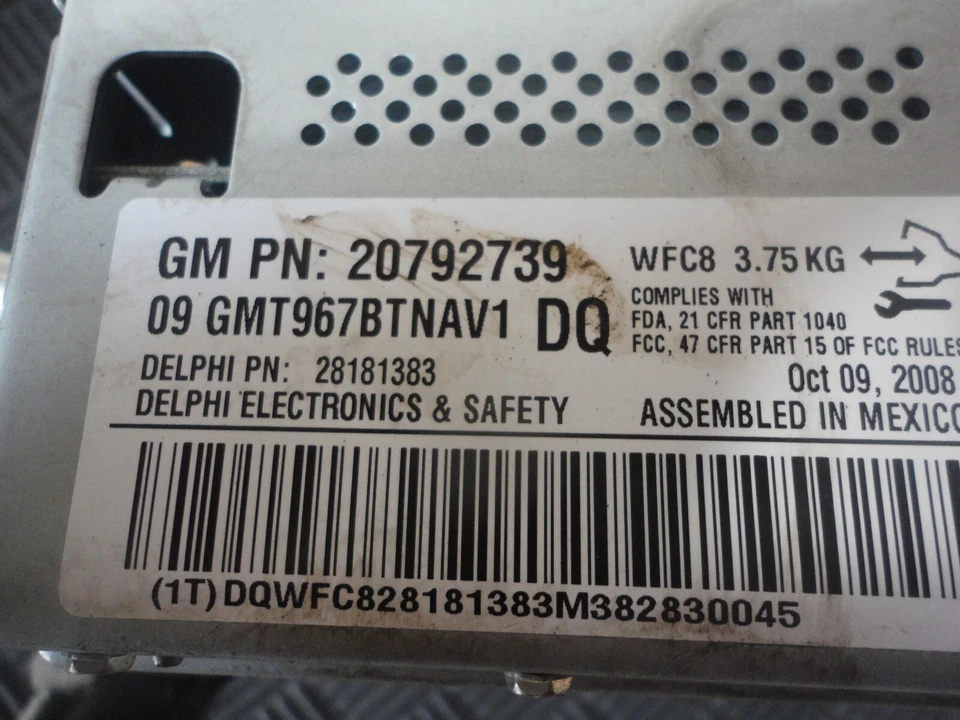 GM PN: 20792739
09 GMT967BTNAV1 DQ
DELPHI PN: 28181383
DELPHI ELECTRONICS & SAFETY
WFC8 3.75 KG
COMPLIES WITH
FDA, 21 CFR PART 1040
FCC, 47 CFR PART 15 OF FCC RULES
Oct 09, 2008
ASSEMBLED IN MEXICO
(1T) DQWFC828181383M382830045